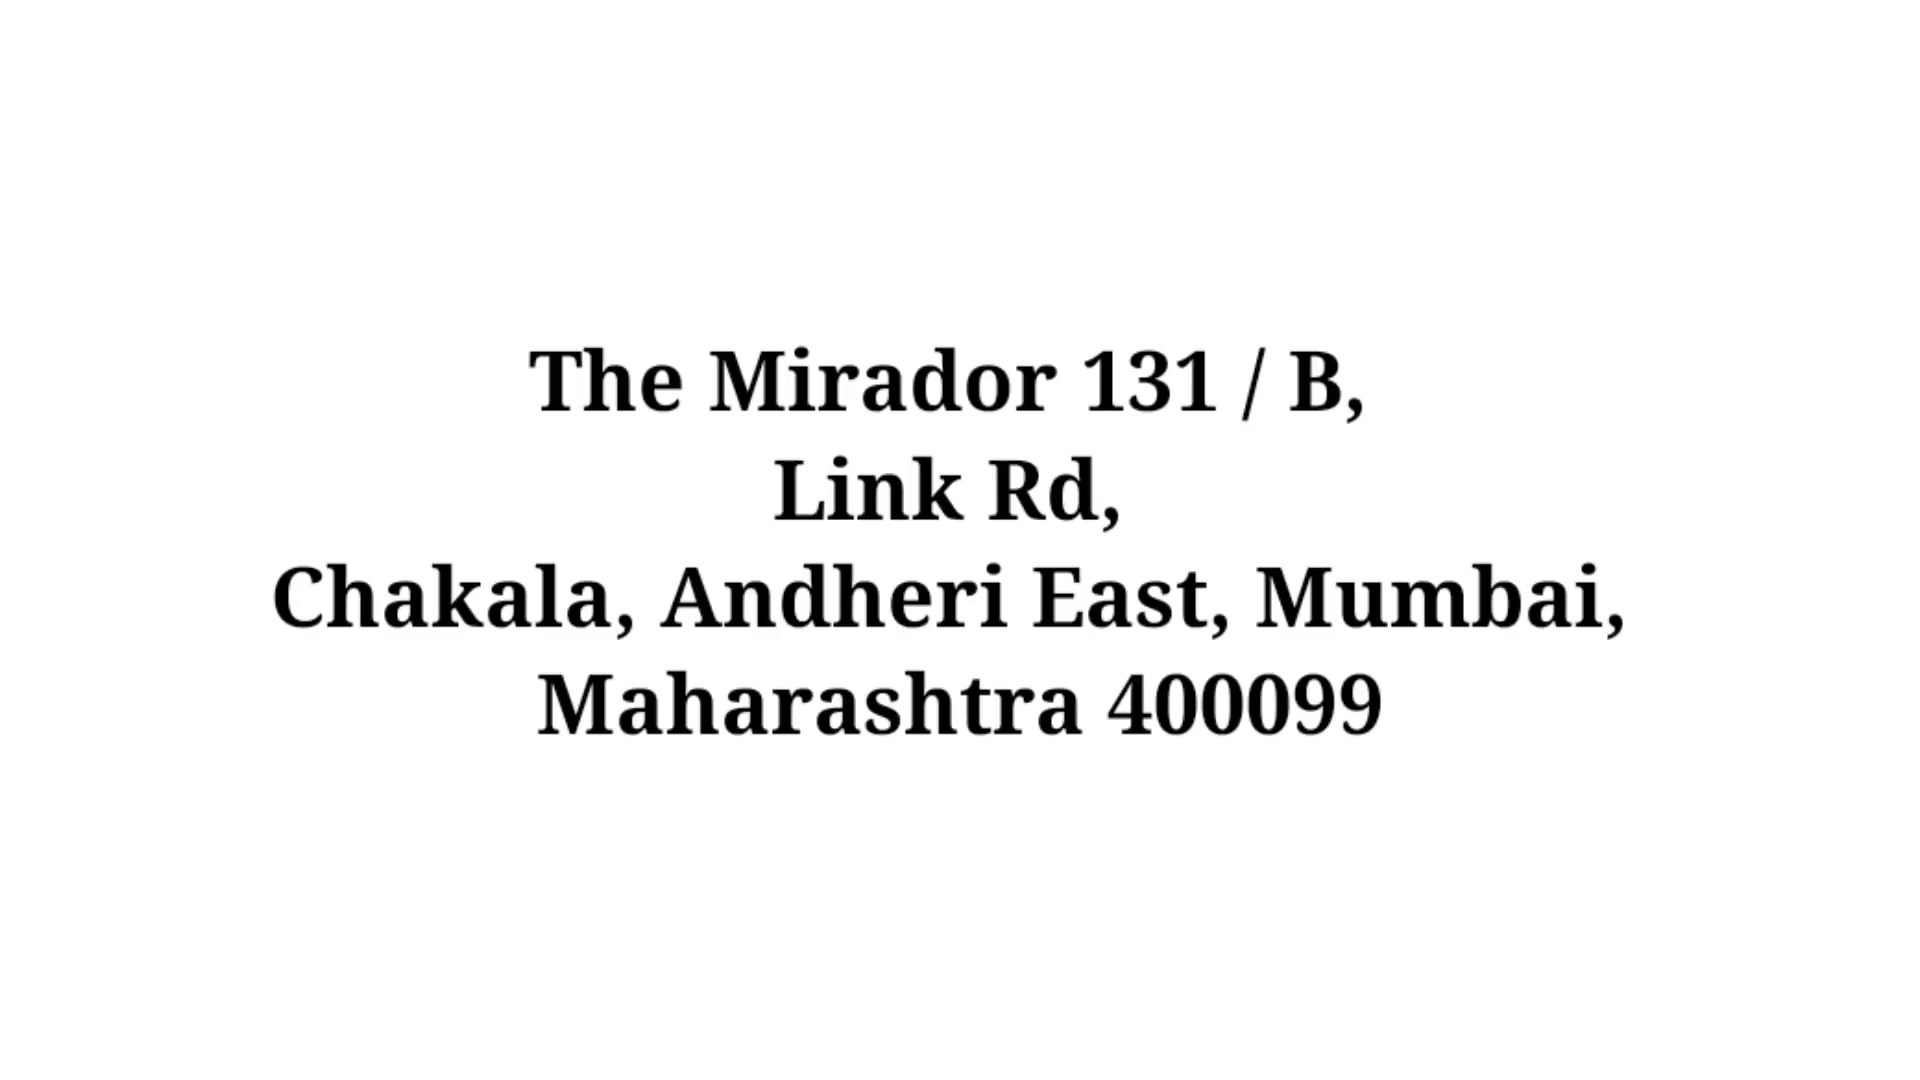 The Mirador 131 / B,
Link Rd,
Chakala, Andheri East, Mumbai,
Maharashtra 400099